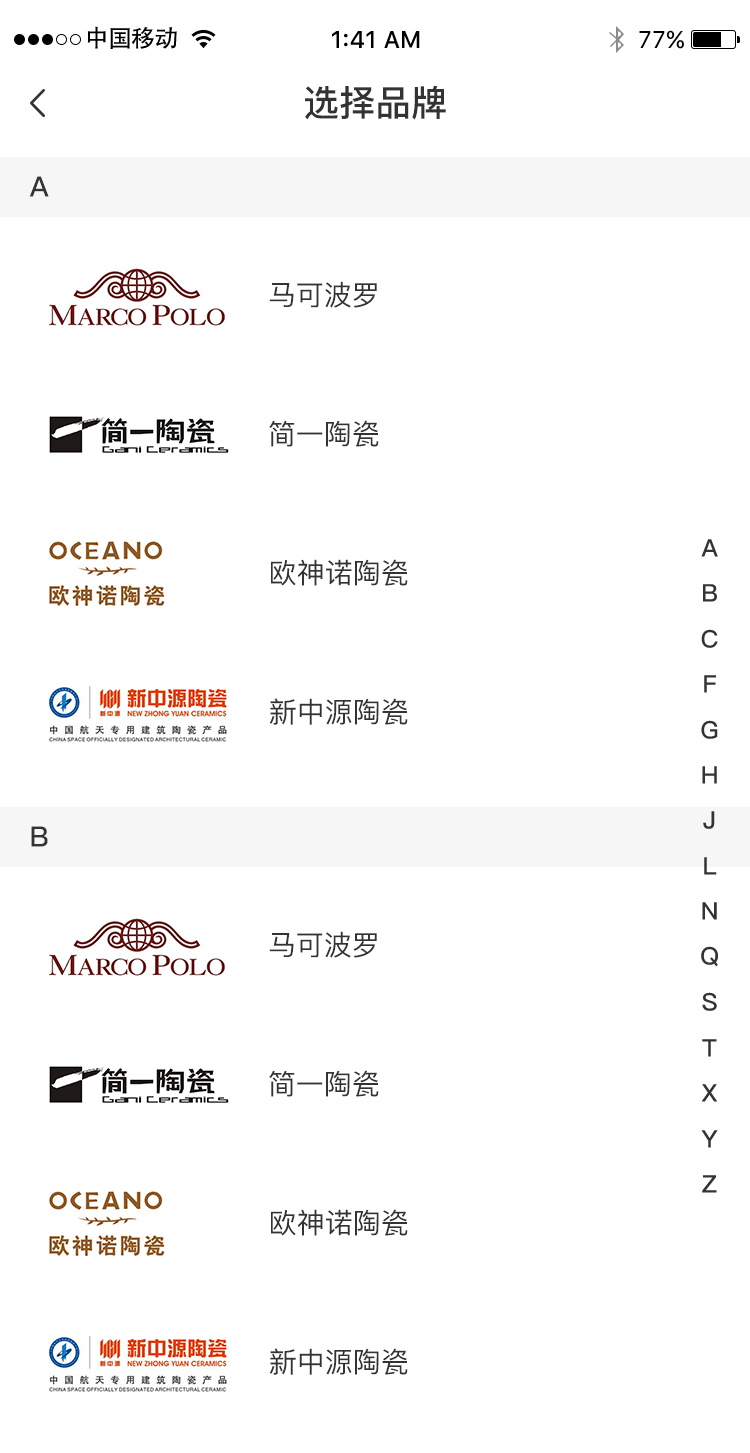 中国移动 1:41 AM 77%
选择品牌
A
MARCO POLO
马可波罗
简一陶瓷
Gani Ceramics
简一陶瓷
OCEANO
欧神诺陶瓷
欧神诺陶瓷
新中源 新中源陶瓷
NEW ZHONG YUAN CERAMICS
中国航天专用建筑陶瓷产品
CHINA SPACE OFFICIALLY DESIGNATED ARCHITECTURAL CERAMIC
新中源陶瓷
B
MARCO POLO
马可波罗
简一陶瓷
Gani Ceramics
简一陶瓷
OCEANO
欧神诺陶瓷
欧神诺陶瓷
新中源 新中源陶瓷
NEW ZHONG YUAN CERAMICS
中国航天专用建筑陶瓷产品
CHINA SPACE OFFICIALLY DESIGNATED ARCHITECTURAL CERAMIC
新中源陶瓷
A
B
C
F
G
H
J
L
N
Q
S
T
X
Y
Z